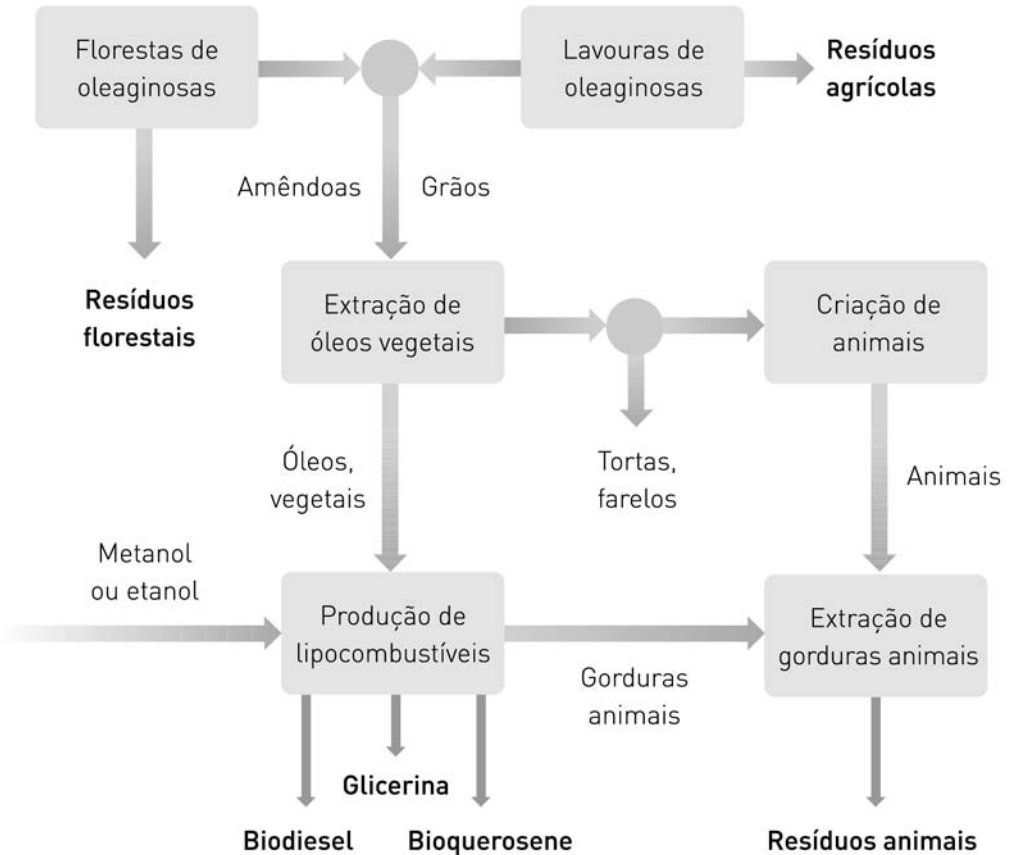 Florestas de
oleaginosas
Lavouras de
oleaginosas
Resíduos
agrícolas
Amêndoas
Grãos
Resíduos
florestais
Extração de
óleos vegetais
Criação de
animais
Óleos,
vegetais
Tortas,
farelos
Animais
Metanol
ou etanol
Produção de
lipocombustíveis
Gorduras
animais
Extração de
gorduras animais
Glicerina
Biodiesel
Bioquerosene
Resíduos animais